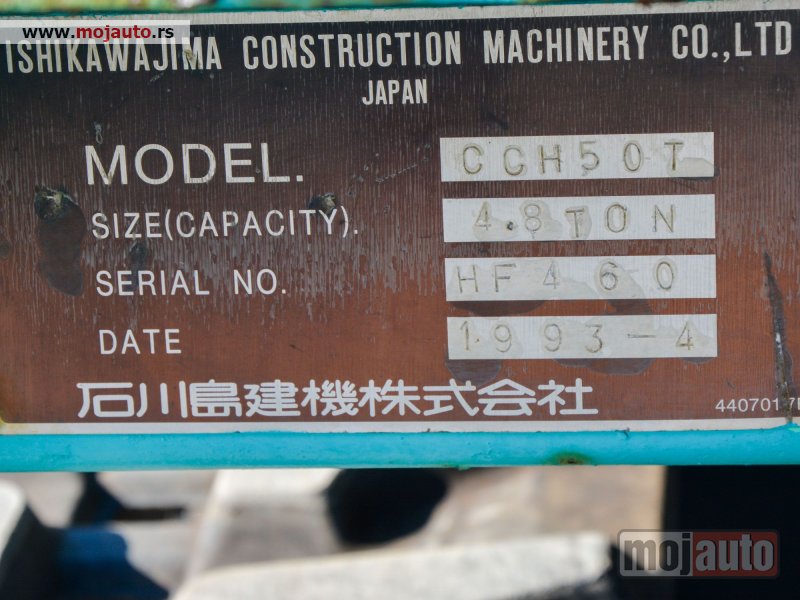 www.mojauto.rs
ISHIKAWAJIMA CONSTRUCTION MACHINERY CO.,LTD
JAPAN
MODEL. CCH50T
SIZE(CAPACITY). 4.8TON
SERIAL NO. HF460
DATE 1993-4
石川島建機株式会社
mojauto